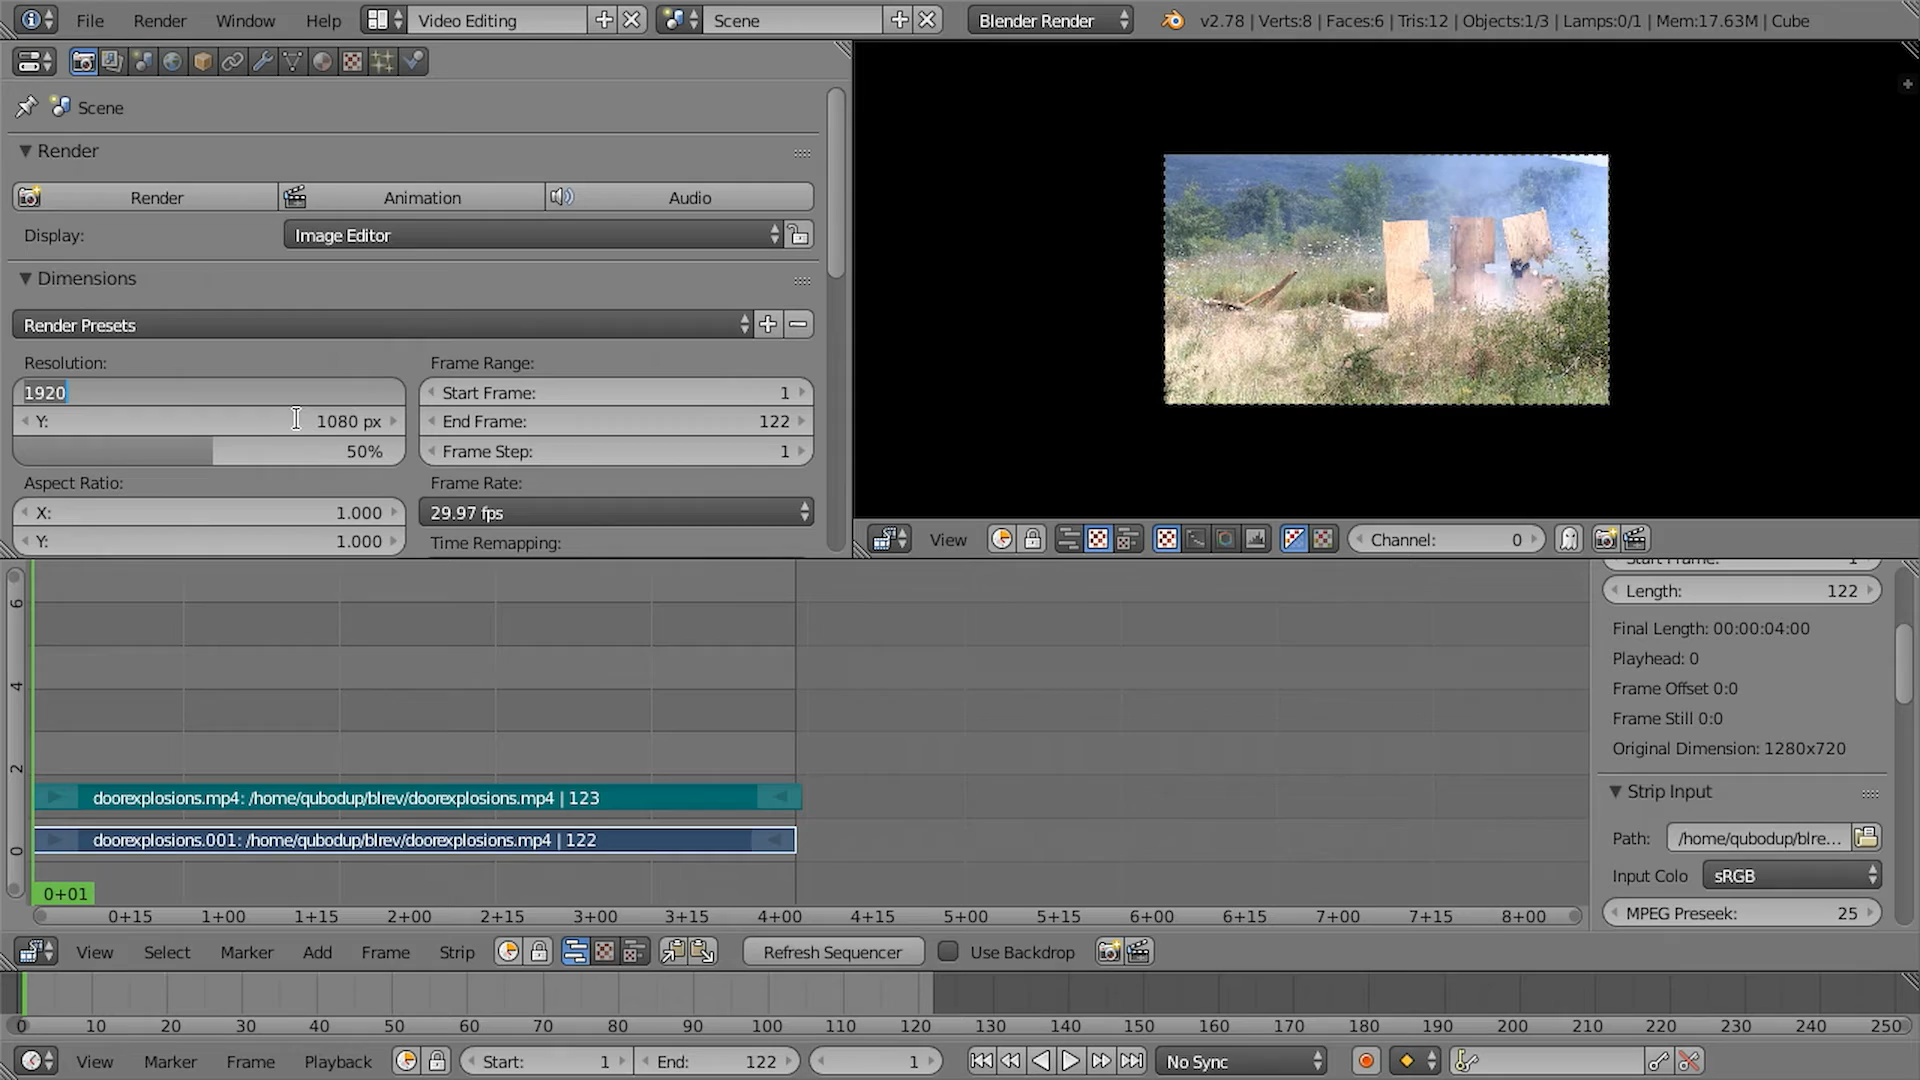 File Render Window Help Video Editing Scene Blender Render v2.78 | Verts:8 | Faces:6 | Tris:12 | Objects:1/3 | Lamps:0/1 | Mem:17.63M | Cube
Scene
Render
Render Animation Audio
Display: Image Editor
Dimensions
Render Presets
Resolution: Frame Range:
1920 Start Frame: 1
Y: 1080 px End Frame: 122
50% Frame Step: 1
Aspect Ratio: Frame Rate:
X: 1.000 29.97 fps
Y: 1.000 Time Remapping:
View Channel: 0
Start Frame: 1
Length: 122
Final Length: 00:00:04:00
Playhead: 0
Frame Offset 0:0
Frame Still 0:0
Original Dimension: 1280x720
Strip Input
Path: /home/qubodup/blre...
Input Colo sRGB
MPEG Preseek: 25
6
4
2
0
doorexplosions.mp4: /home/qubodup/blrev/doorexplosions.mp4 | 123
doorexplosions.001: /home/qubodup/blrev/doorexplosions.mp4 | 122
0+01
0+15 1+00 1+15 2+00 2+15 3+00 3+15 4+00 4+15 5+00 5+15 6+00 6+15 7+00 7+15 8+00
View Select Marker Add Frame Strip Refresh Sequencer Use Backdrop
0 10 20 30 40 50 60 70 80 90 100 110 120 130 140 150 160 170 180 190 200 210 220 230 240 250
View Marker Frame Playback Start: 1 End: 122 1 No Sync